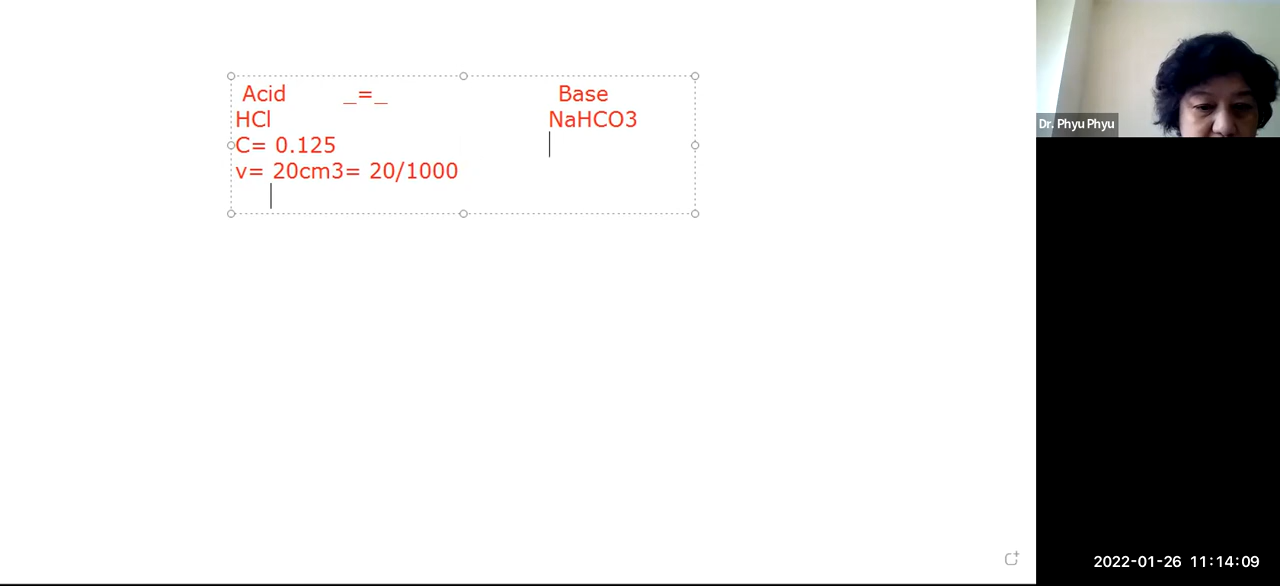 Acid _=_ Base
HCl NaHCO3
C= 0.125
v= 20cm3= 20/1000
Dr. Phyu Phyu
2022-01-26 11:14:09